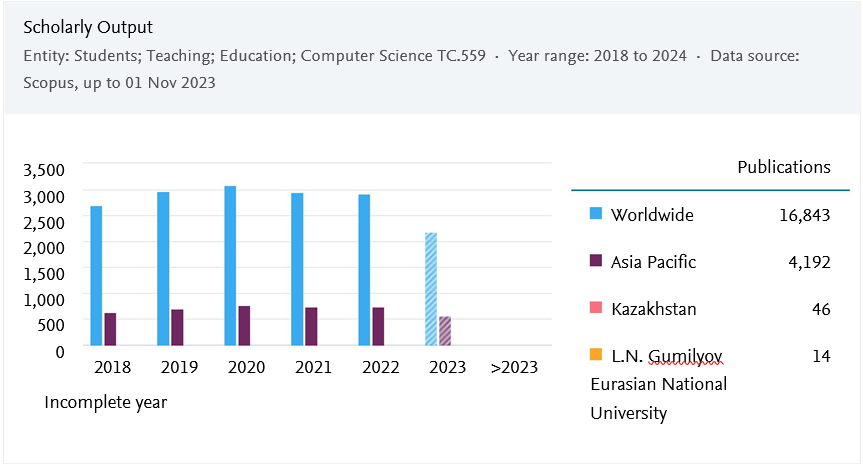 Scholarly Output
Entity: Students; Teaching; Education; Computer Science TC.559 · Year range: 2018 to 2024 · Data source:
Scopus, up to 01 Nov 2023
3,500
3,000
2,500
2,000
1,500
1,000
500
0
2018 2019 2020 2021 2022 2023 >2023
Incomplete year
Publications
Worldwide 16,843
Asia Pacific 4,192
Kazakhstan 46
L.N. Gumilyov 14
Eurasian National
University